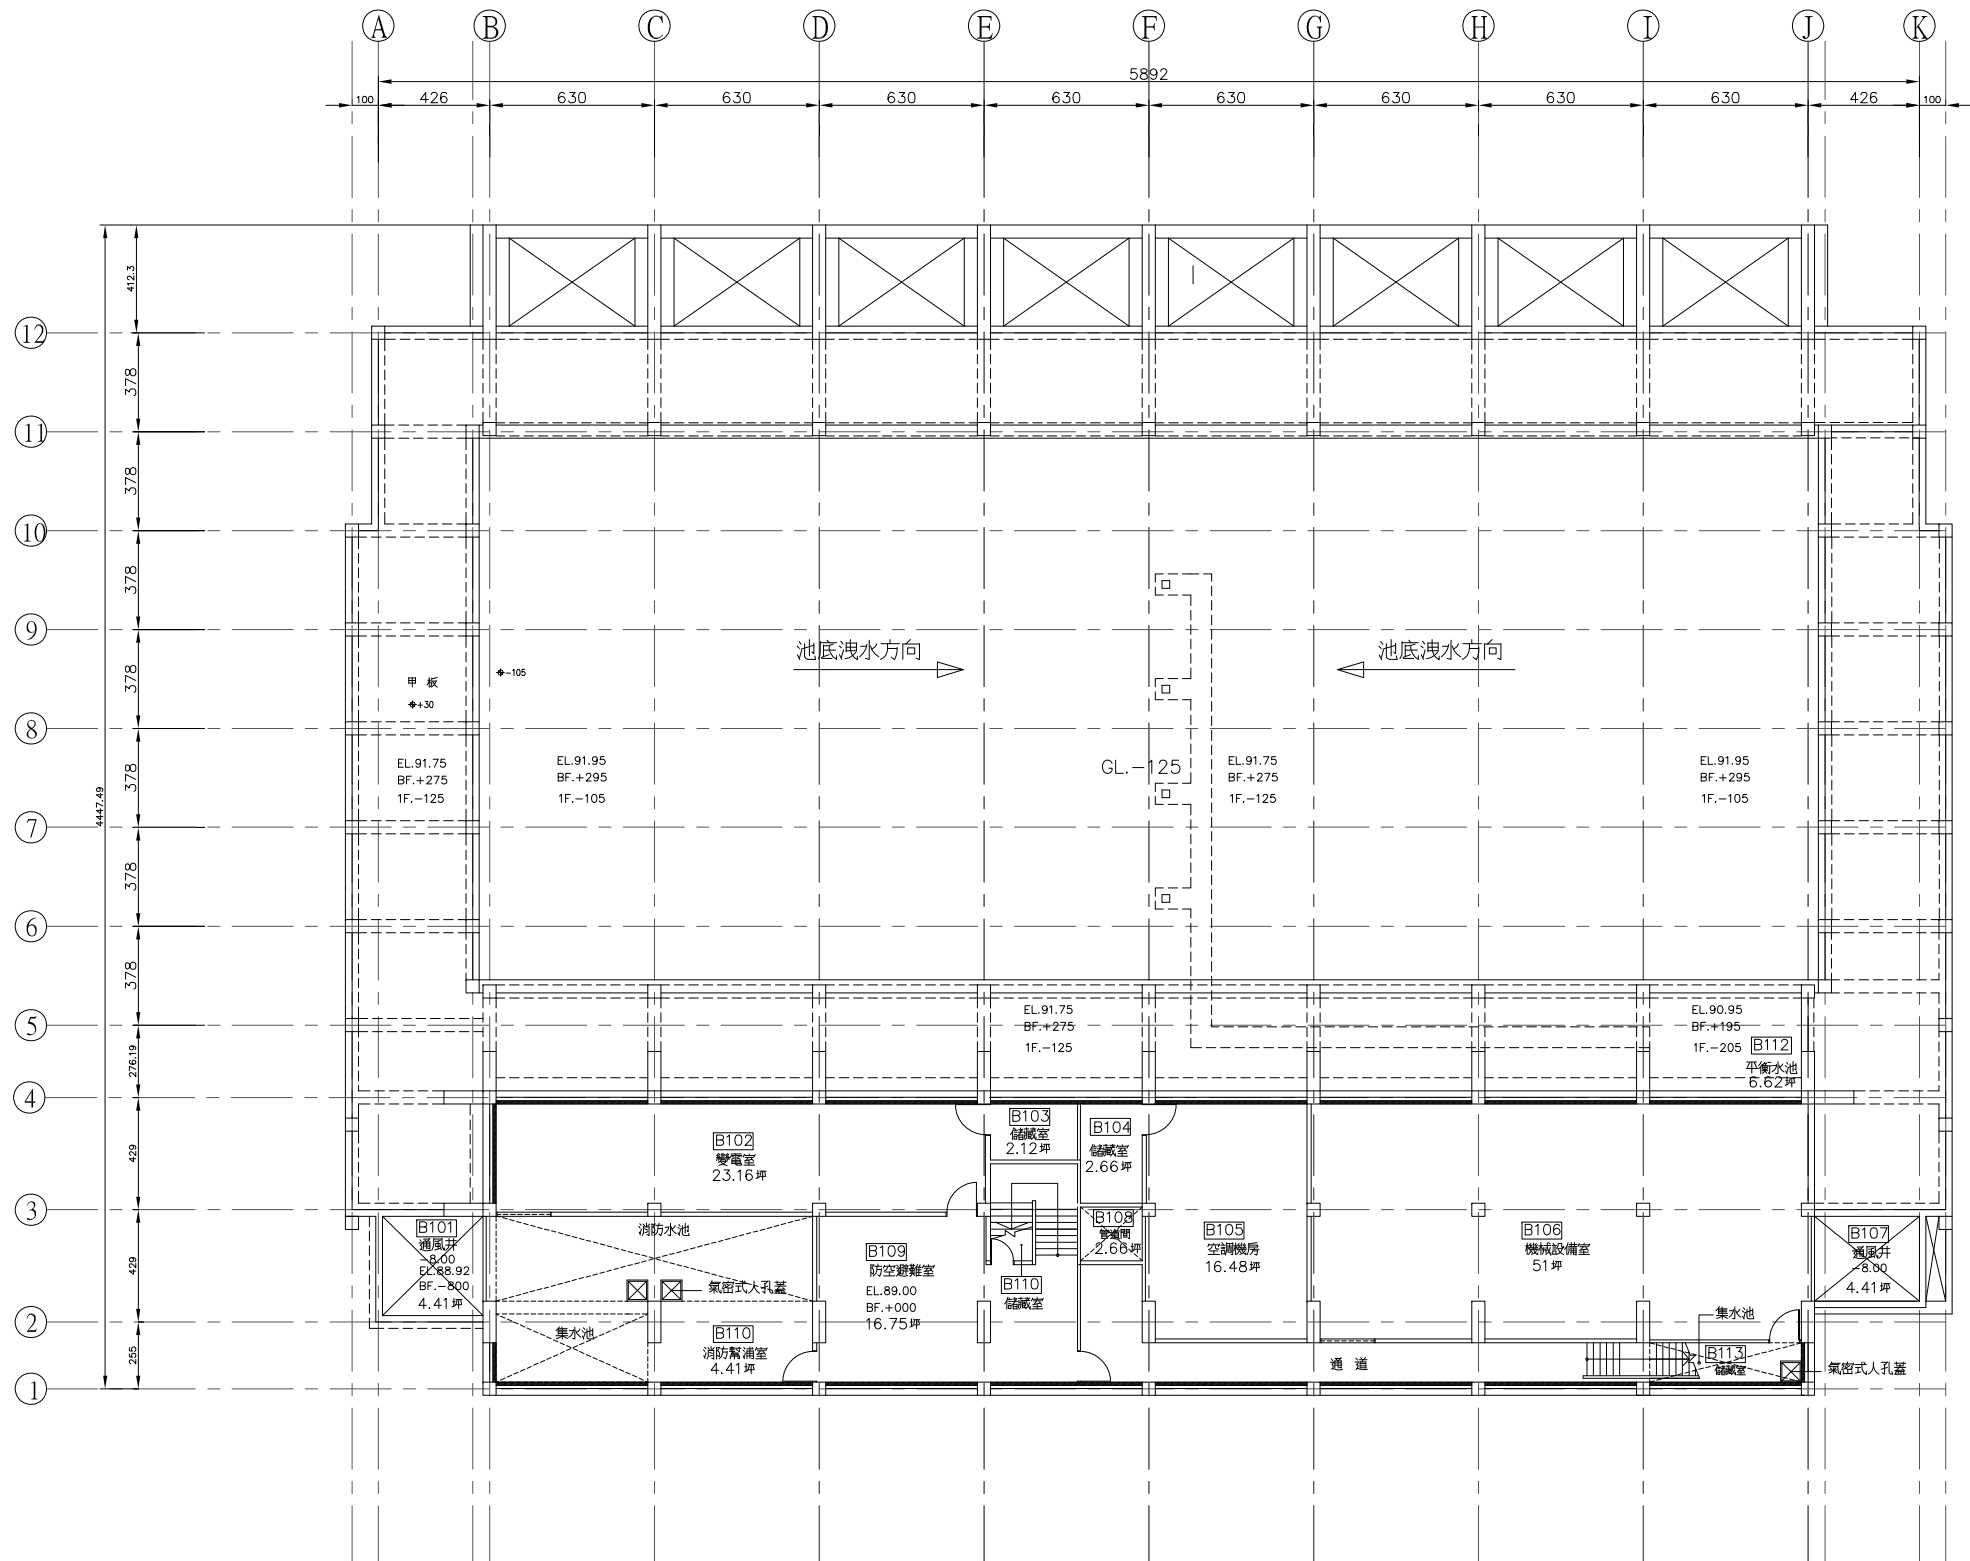 A B C D E F G H I J K
5892
100 426 630 630 630 630 630 630 630 630 426 100
412.3
12
378
11
378
10
378
9
池底洩水方向 池底洩水方向
378
甲 板
-105
+30
8
4447.49
378
EL.91.75
BF.+275
1F.-125
EL.91.95
BF.+295
1F.-105
GL.-125
EL.91.75
BF.+275
1F.-125
EL.91.95
BF.+295
1F.-105
7
378
6
378
EL.91.75
BF.+275
1F.-125
EL.90.95
BF.+195
1F.-205
B112
平衡水池
6.62坪
5
276.19
4
429
B102
變電室
23.16坪
B103
儲藏室
2.12坪
B104
儲藏室
2.66坪
3
429
B101
通風井
-8.00
EL.88.92
BF.-800
4.41坪
消防水池
氣密式人孔蓋
B109
防空避難室
EL.89.00
BF.+000
16.75坪
B110
儲藏室
B108
管道間
2.66坪
B105
空調機房
16.48坪
B106
機械設備室
51坪
B107
通風井
-8.00
4.41坪
2
255
集水池
B110
消防幫浦室
4.41坪
通 道
集水池
B113
儲藏室
氣密式人孔蓋
1